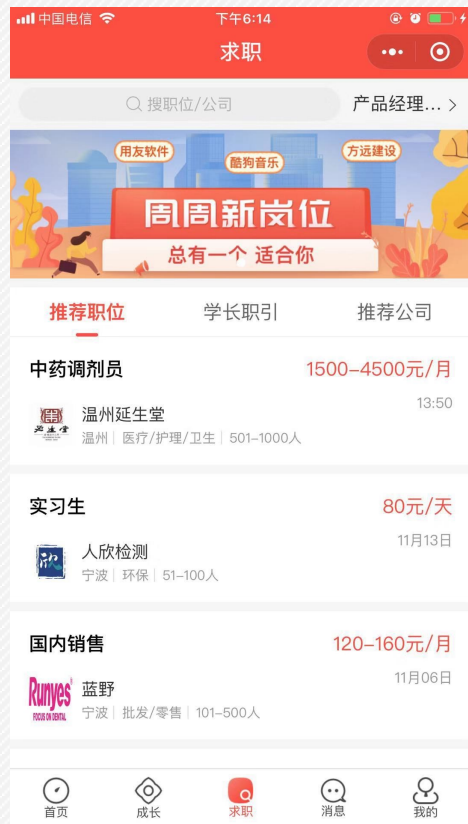 中国电信
下午6:14
求职
搜职位/公司
产品经理...
用友软件
酷狗音乐
方远建设
周周新岗位
总有一个 适合你
推荐职位
学长职引
推荐公司
中药调剂员
1500–4500元/月
延生堂
温州延生堂
13:50
温州 医疗/护理/卫生 501–1000人
实习生
80元/天
人欣检测
11月13日
宁波 环保 51–100人
国内销售
120–160元/月
Runyes
FOCUS ON DENTAL
蓝野
11月06日
宁波 批发/零售 101–500人
首页
成长
求职
消息
我的